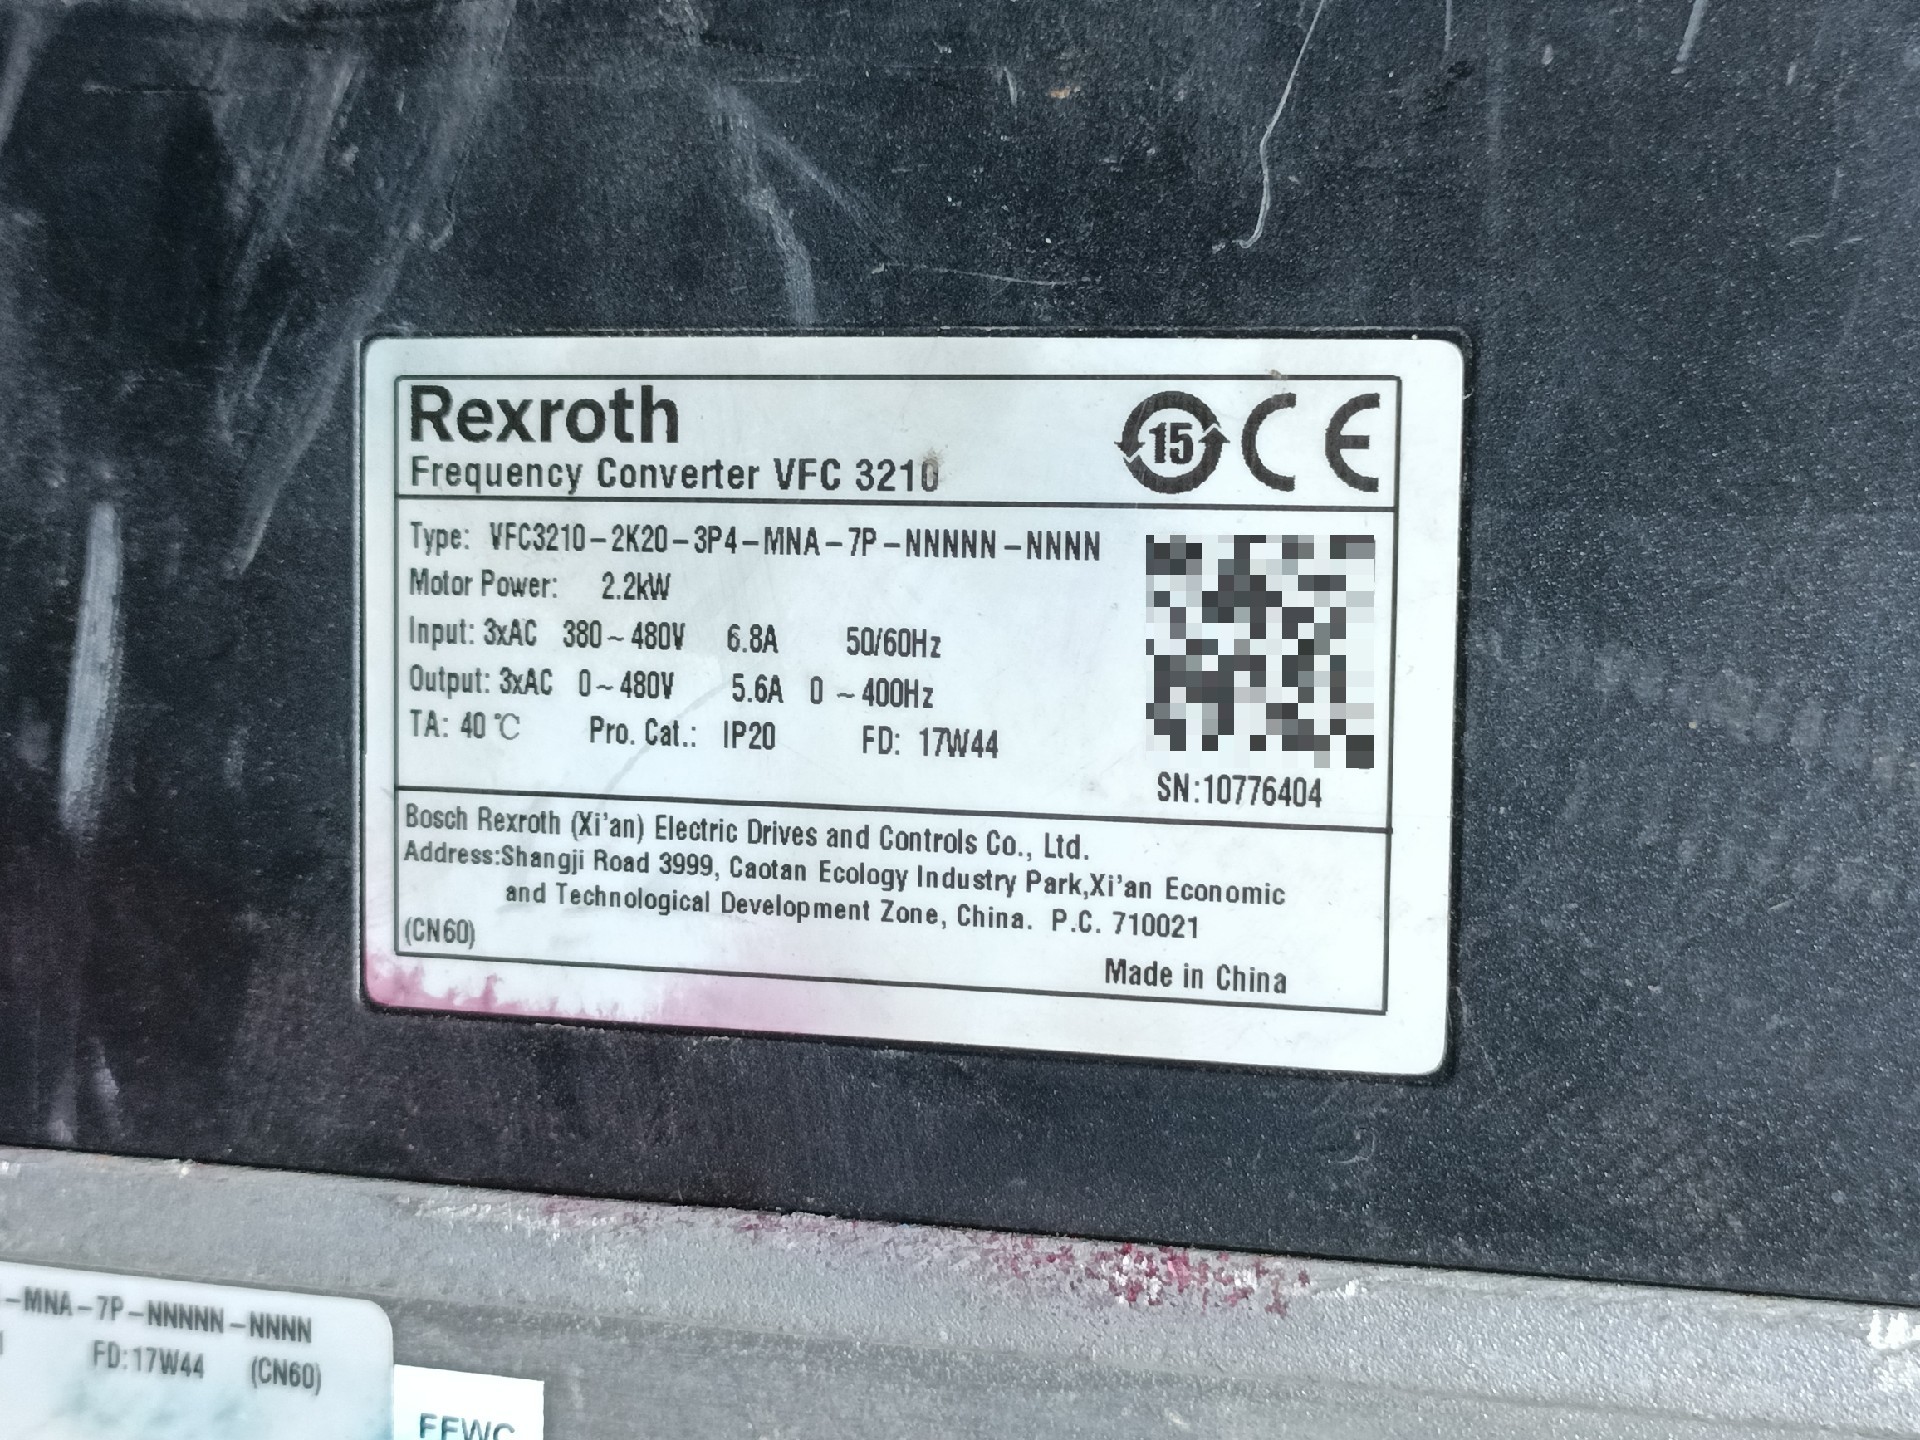 Rexroth
Frequency Converter VFC 3210
15 CE
Type: VFC3210-2K20-3P4-MNA-7P-NNNNN-NNNN
Motor Power: 2.2kW
Input: 3xAC 380~480V 6.8A 50/60Hz
Output: 3xAC 0~480V 5.6A 0~400Hz
TA: 40℃ Pro. Cat.: IP20 FD: 17W44
SN:10776404
Bosch Rexroth (Xi'an) Electric Drives and Controls Co., Ltd.
Address:Shangji Road 3999, Caotan Ecology Industry Park,Xi'an Economic
and Technological Development Zone, China. P.C. 710021
(CN60)
Made in China
-MNA-7P-NNNNN-NNNN
FD:17W44 (CN60)